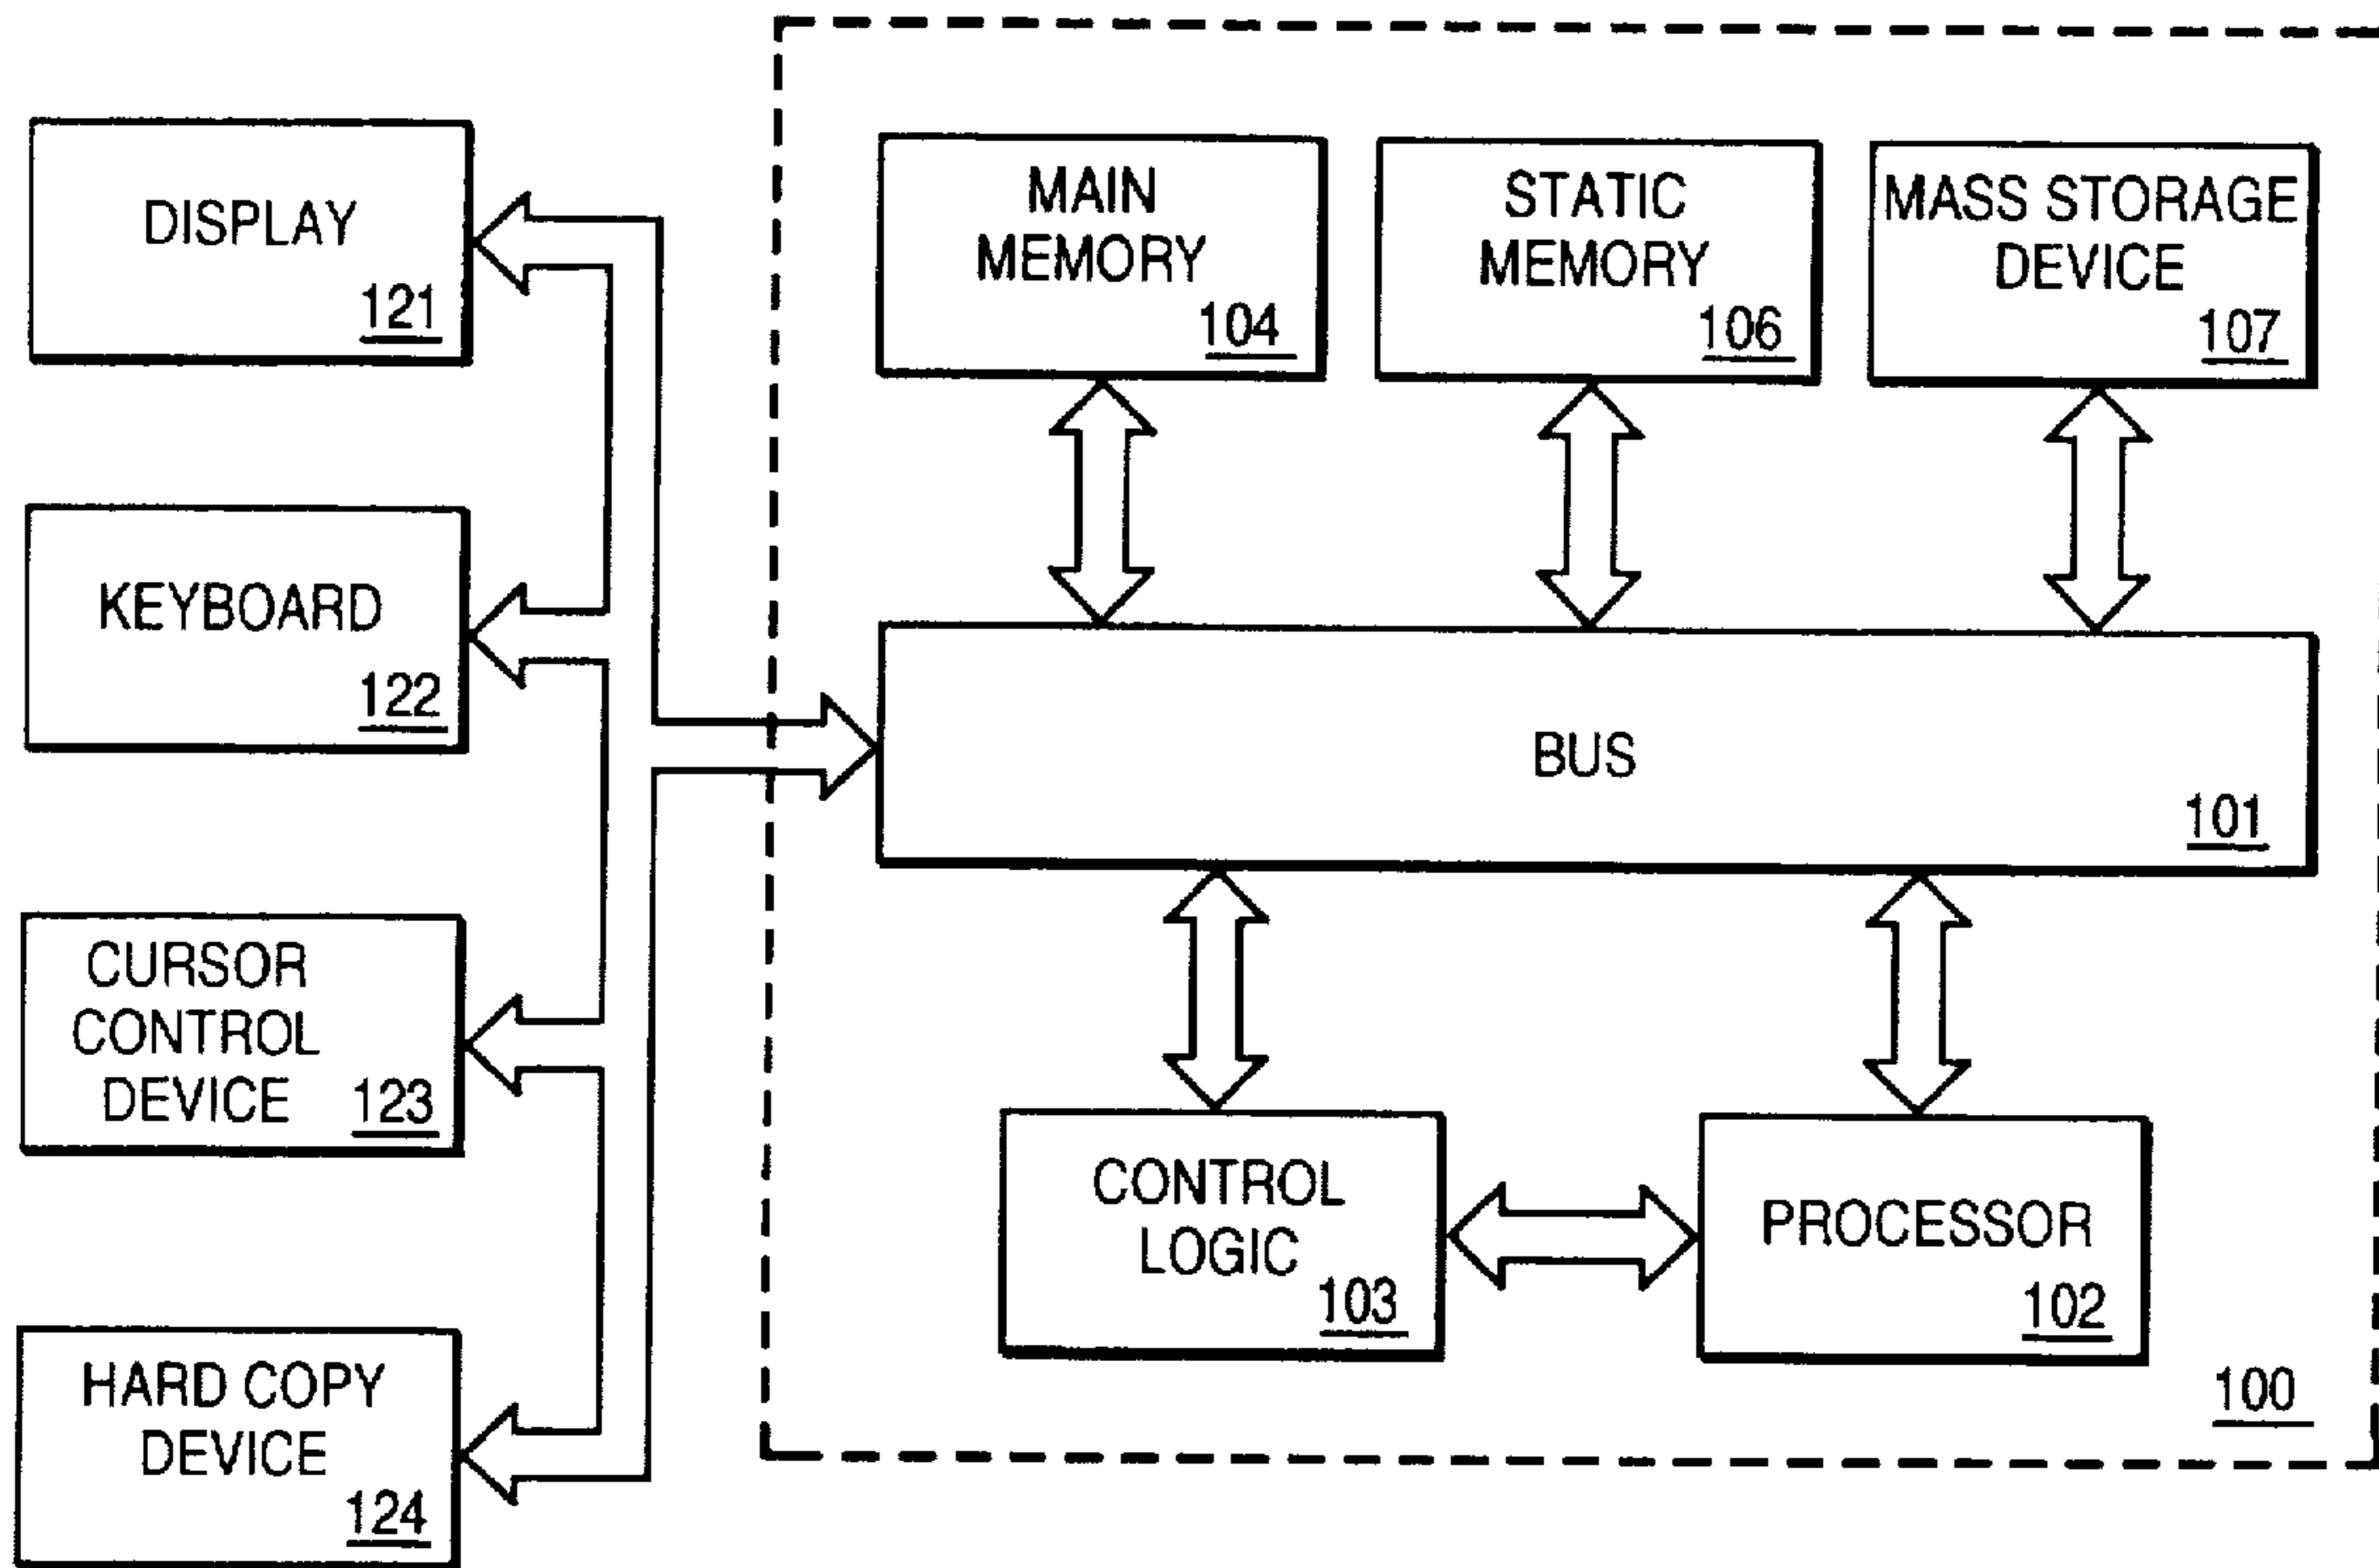 DISPLAY
121
KEYBOARD
122
CURSOR
CONTROL
DEVICE
123
HARD COPY
DEVICE
124
MAIN
MEMORY
104
STATIC
MEMORY
106
MASS STORAGE
DEVICE
107
BUS
101
CONTROL
LOGIC
103
PROCESSOR
102
100